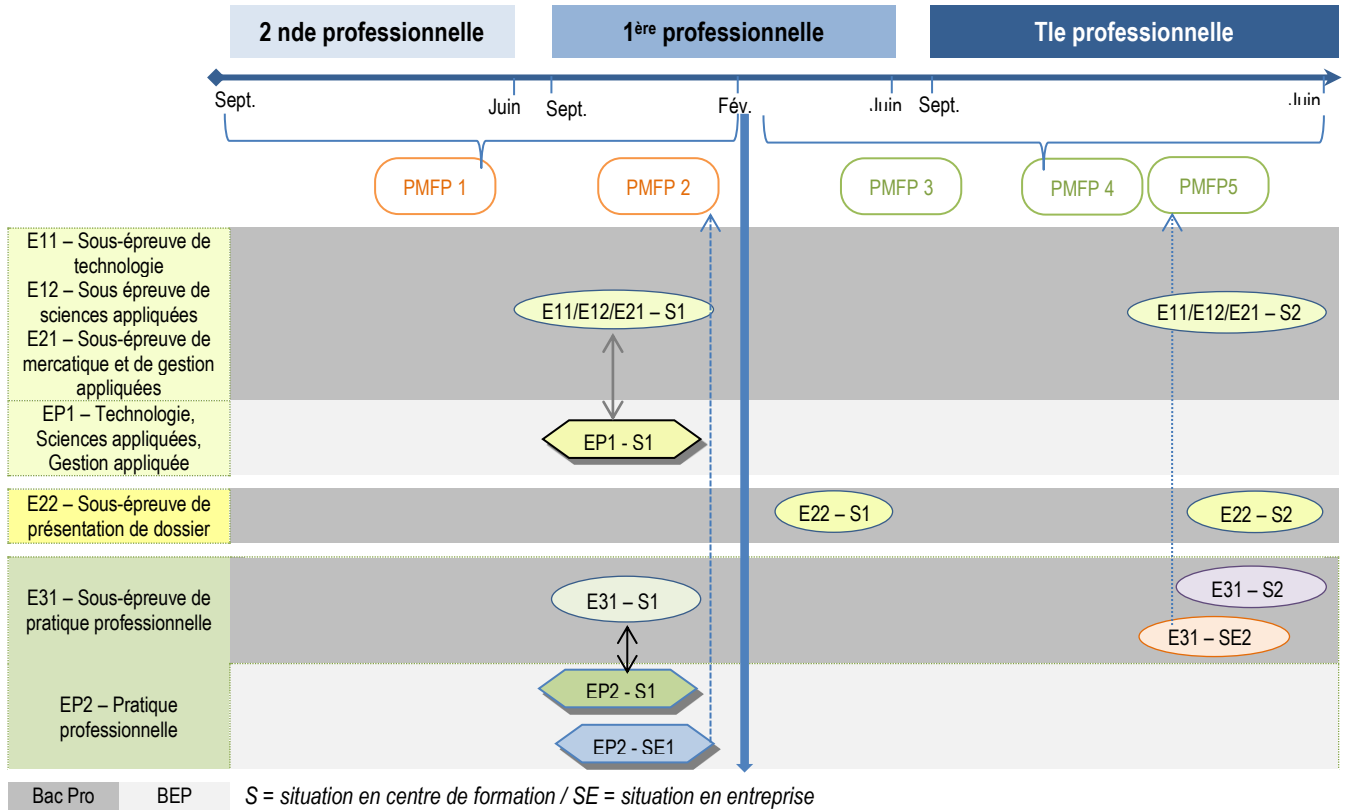 2 nde professionnelle
1ère professionnelle
Tle professionnelle
Sept.
Juin
Sept.
Fév.
Juin
Sept.
Juin
PMFP 1
PMFP 2
PMFP 3
PMFP 4
PMFP5
E11 – Sous-épreuve de
technologie
E12 – Sous épreuve de
sciences appliquées
E21 – Sous-épreuve de
mercatique et de gestion
appliquées
E11/E12/E21 – S1
E11/E12/E21 – S2
EP1 – Technologie,
Sciences appliquées,
Gestion appliquée
EP1 - S1
E22 – Sous-épreuve de
présentation de dossier
E22 – S1
E22 – S2
E31 – Sous-épreuve de
pratique professionnelle
E31 – S1
E31 – S2
E31 – SE2
EP2 – Pratique
professionnelle
EP2 - S1
EP2 - SE1
Bac Pro
BEP
S = situation en centre de formation / SE = situation en entreprise